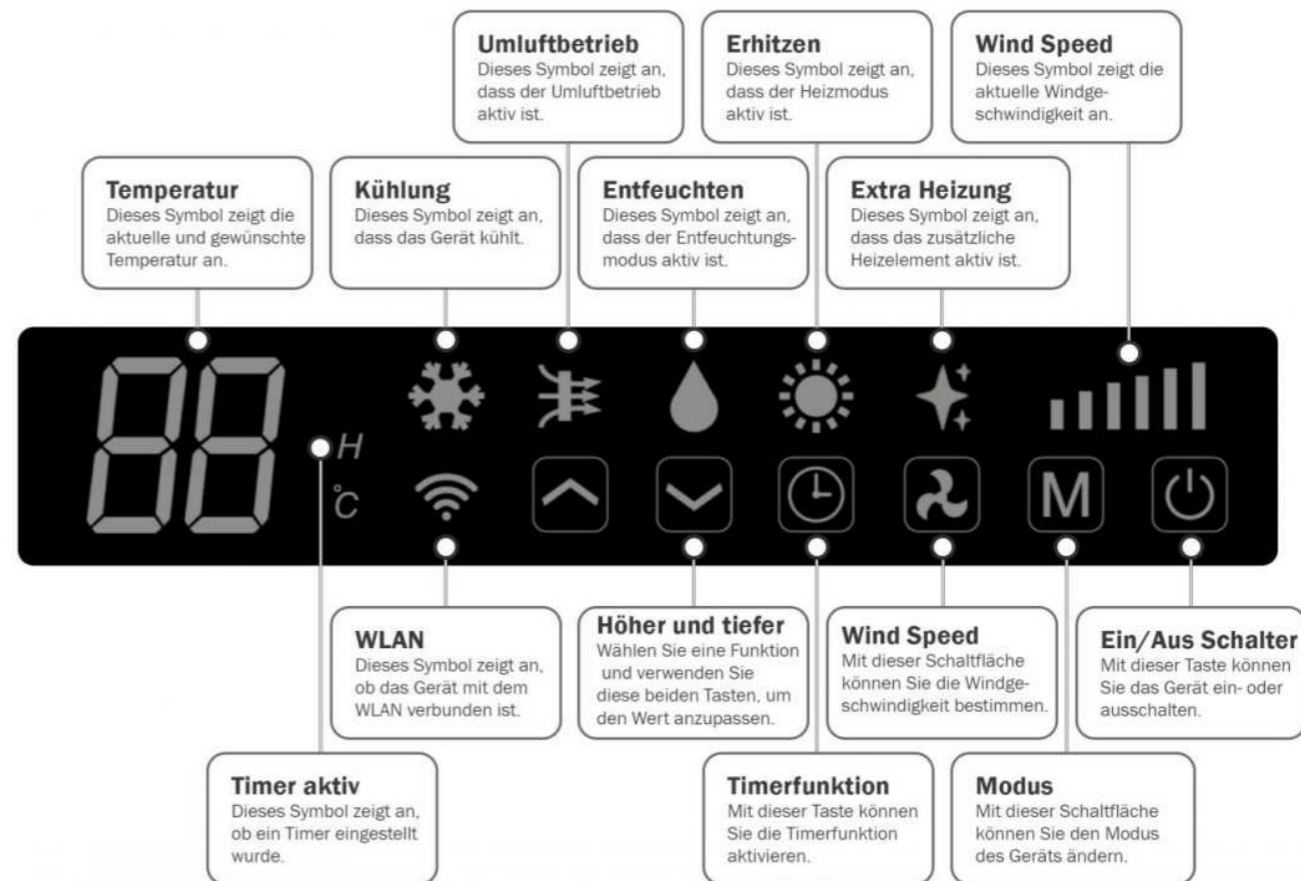 Umluftbetrieb
Dieses Symbol zeigt an,
dass der Umluftbetrieb
aktiv ist.
Erhitzen
Dieses Symbol zeigt an,
dass der Heizmodus
aktiv ist.
Wind Speed
Dieses Symbol zeigt die
aktuelle Windge-
schwindigkeit an.
Temperatur
Dieses Symbol zeigt die
aktuelle und gewünschte
Temperatur an.
Kühlung
Dieses Symbol zeigt an,
dass das Gerät kühlt.
Entfeuchten
Dieses Symbol zeigt an,
dass der Entfeuchtungs-
modus aktiv ist.
Extra Heizung
Dieses Symbol zeigt an,
dass das zusätzliche
Heizelement aktiv ist.
88
H
°C
M
WLAN
Dieses Symbol zeigt an,
ob das Gerät mit dem
WLAN verbunden ist.
Höher und tiefer
Wählen Sie eine Funktion
und verwenden Sie
diese beiden Tasten, um
den Wert anzupassen.
Wind Speed
Mit dieser Schaltfläche
können Sie die Windge-
schwindigkeit bestimmen.
Ein/Aus Schalter
Mit dieser Taste können
Sie das Gerät ein- oder
ausschalten.
Timer aktiv
Dieses Symbol zeigt an,
ob ein Timer eingestellt
wurde.
Timerfunktion
Mit dieser Taste können
Sie die Timerfunktion
aktivieren.
Modus
Mit dieser Schaltfläche
können Sie den Modus
des Geräts ändern.